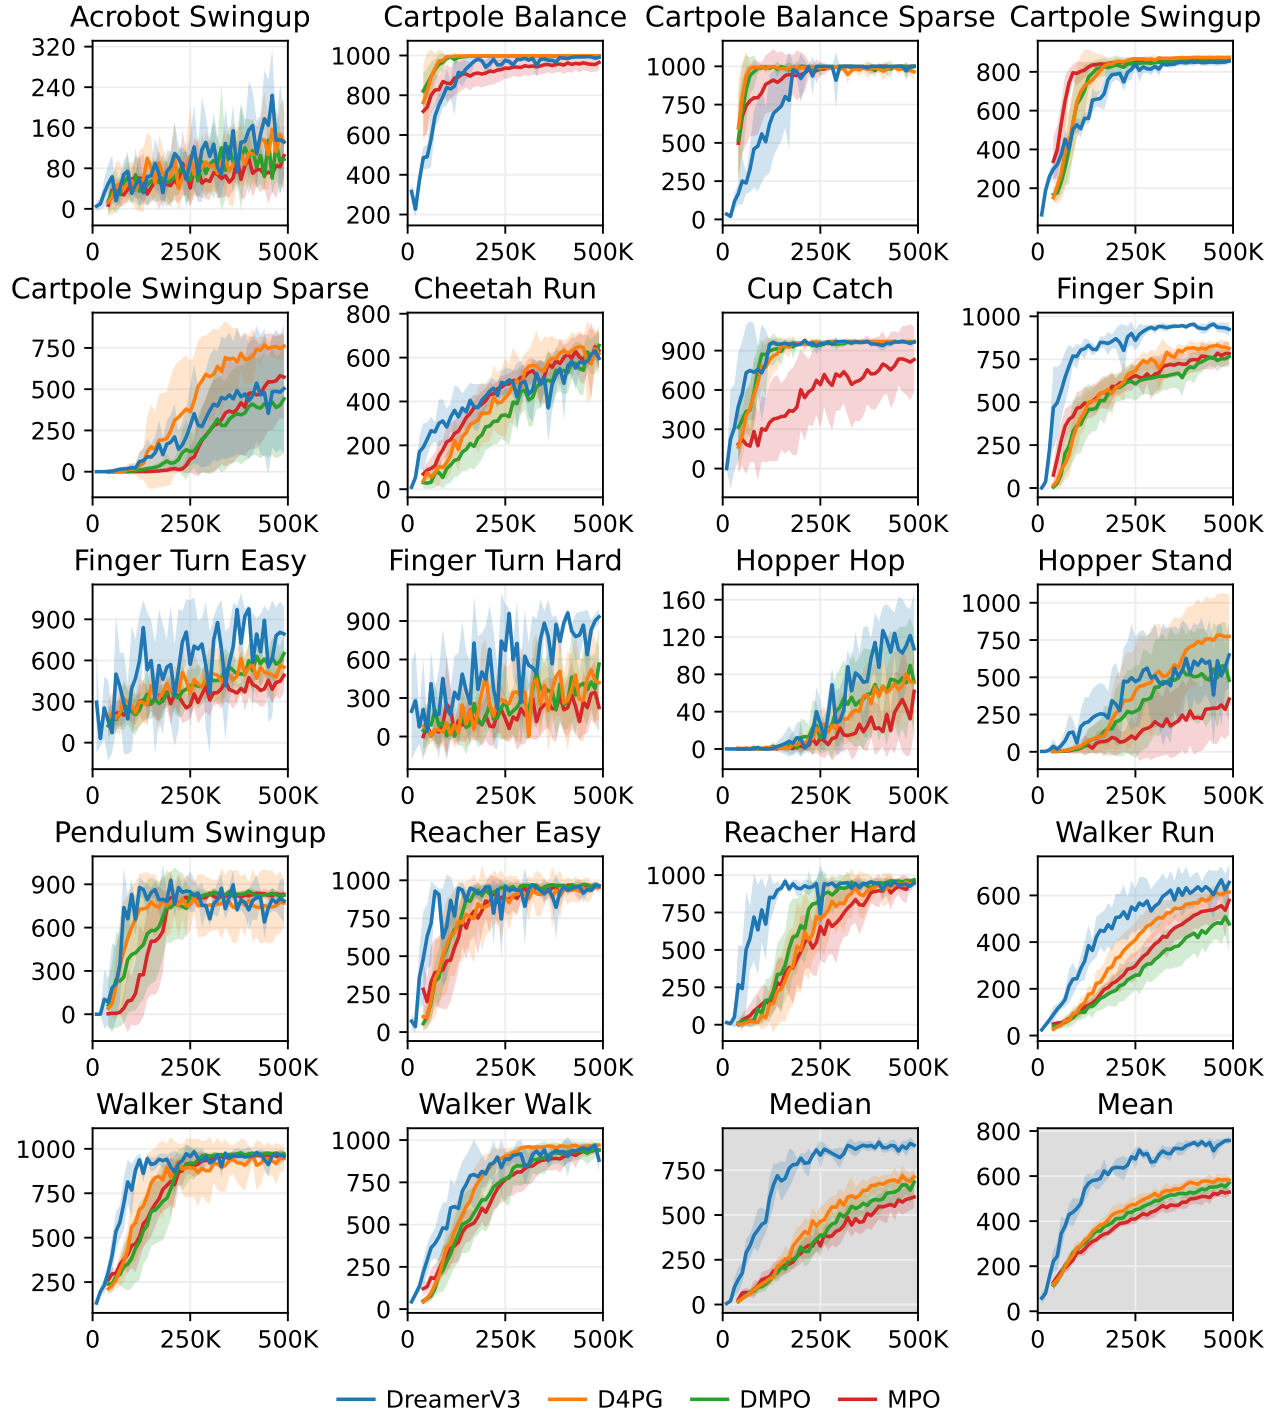 Acrobot Swingup
Cartpole Balance
Cartpole Balance Sparse
Cartpole Swingup
320
240
160
80
0
0
250K
500K
1000
800
600
400
200
0
250K
500K
1000
750
500
250
0
0
250K
500K
800
600
400
200
0
250K
500K
Cartpole Swingup Sparse
Cheetah Run
Cup Catch
Finger Spin
750
500
250
0
0
250K
500K
800
600
400
200
0
0
250K
500K
900
600
300
0
0
250K
500K
1000
750
500
250
0
0
250K
500K
Finger Turn Easy
Finger Turn Hard
Hopper Hop
Hopper Stand
900
600
300
0
0
250K
500K
900
600
300
0
0
250K
500K
160
120
80
40
0
0
250K
500K
1000
750
500
250
0
0
250K
500K
Pendulum Swingup
Reacher Easy
Reacher Hard
Walker Run
900
600
300
0
0
250K
500K
1000
750
500
250
0
0
250K
500K
1000
750
500
250
0
0
250K
500K
600
400
200
0
0
250K
500K
Walker Stand
Walker Walk
Median
Mean
1000
750
500
250
0
250K
500K
1000
750
500
250
0
0
250K
500K
750
500
250
0
0
250K
500K
800
600
400
200
0
0
250K
500K
DreamerV3
D4PG
DMPO
MPO